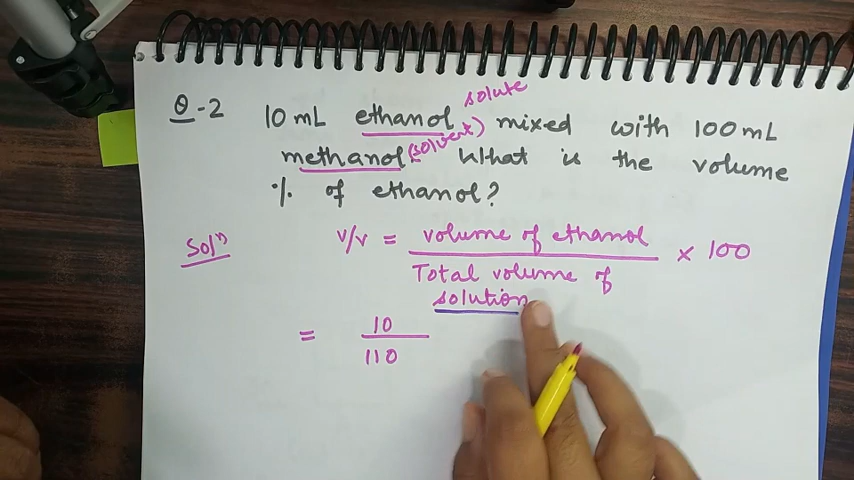 Q-2 10 mL ethanol solute mixed with 100 mL
methanol (solvent). What is the volume
% of ethanol?
Solⁿ v/v = volume of ethanol × 100
Total volume of
solution
= 10
110